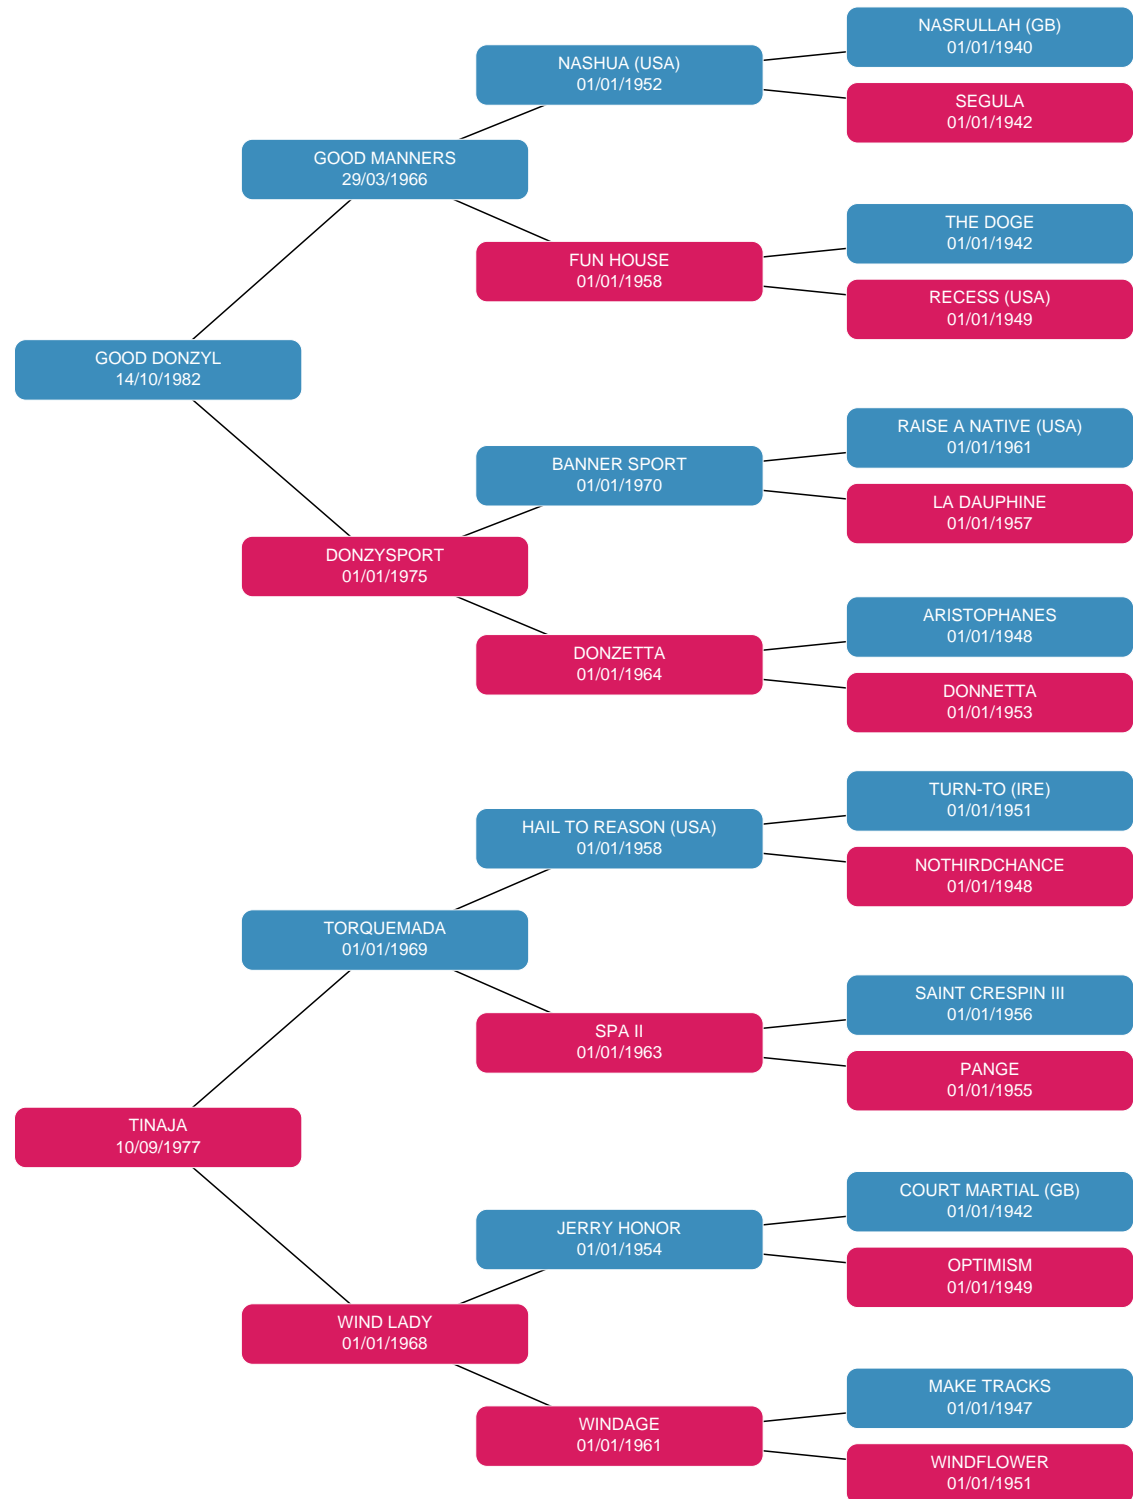 NASRULLAH (GB)
01/01/1940
NASHUA (USA)
01/01/1952
SEGULA
01/01/1942
GOOD MANNERS
29/03/1966
THE DOGE
01/01/1942
FUN HOUSE
01/01/1958
RECESS (USA)
01/01/1949
GOOD DONZYL
14/10/1982
RAISE A NATIVE (USA)
01/01/1961
BANNER SPORT
01/01/1970
LA DAUPHINE
01/01/1957
DONZYSPORT
01/01/1975
ARISTOPHANES
01/01/1948
DONZETTA
01/01/1964
DONNETTA
01/01/1953
TURN-TO (IRE)
01/01/1951
HAIL TO REASON (USA)
01/01/1958
NOTHIRDCHANCE
01/01/1948
TORQUEMADA
01/01/1969
SAINT CRESPIN III
01/01/1956
SPA II
01/01/1963
PANGE
01/01/1955
TINAJA
10/09/1977
COURT MARTIAL (GB)
01/01/1942
JERRY HONOR
01/01/1954
OPTIMISM
01/01/1949
WIND LADY
01/01/1968
MAKE TRACKS
01/01/1947
WINDAGE
01/01/1961
WINDFLOWER
01/01/1951